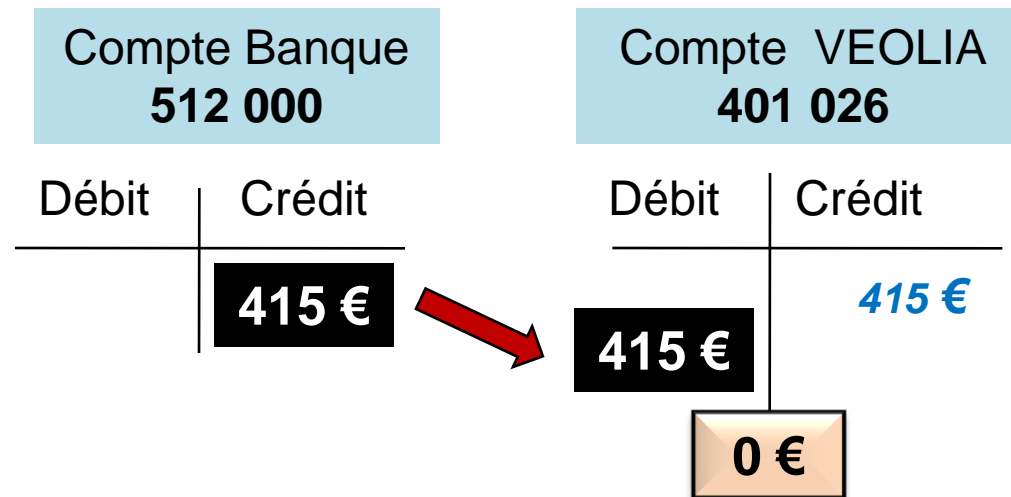 Compte Banque
512 000
Débit
Crédit
415 €
Compte VEOLIA
401 026
Débit
Crédit
415 €
415 €
0 €